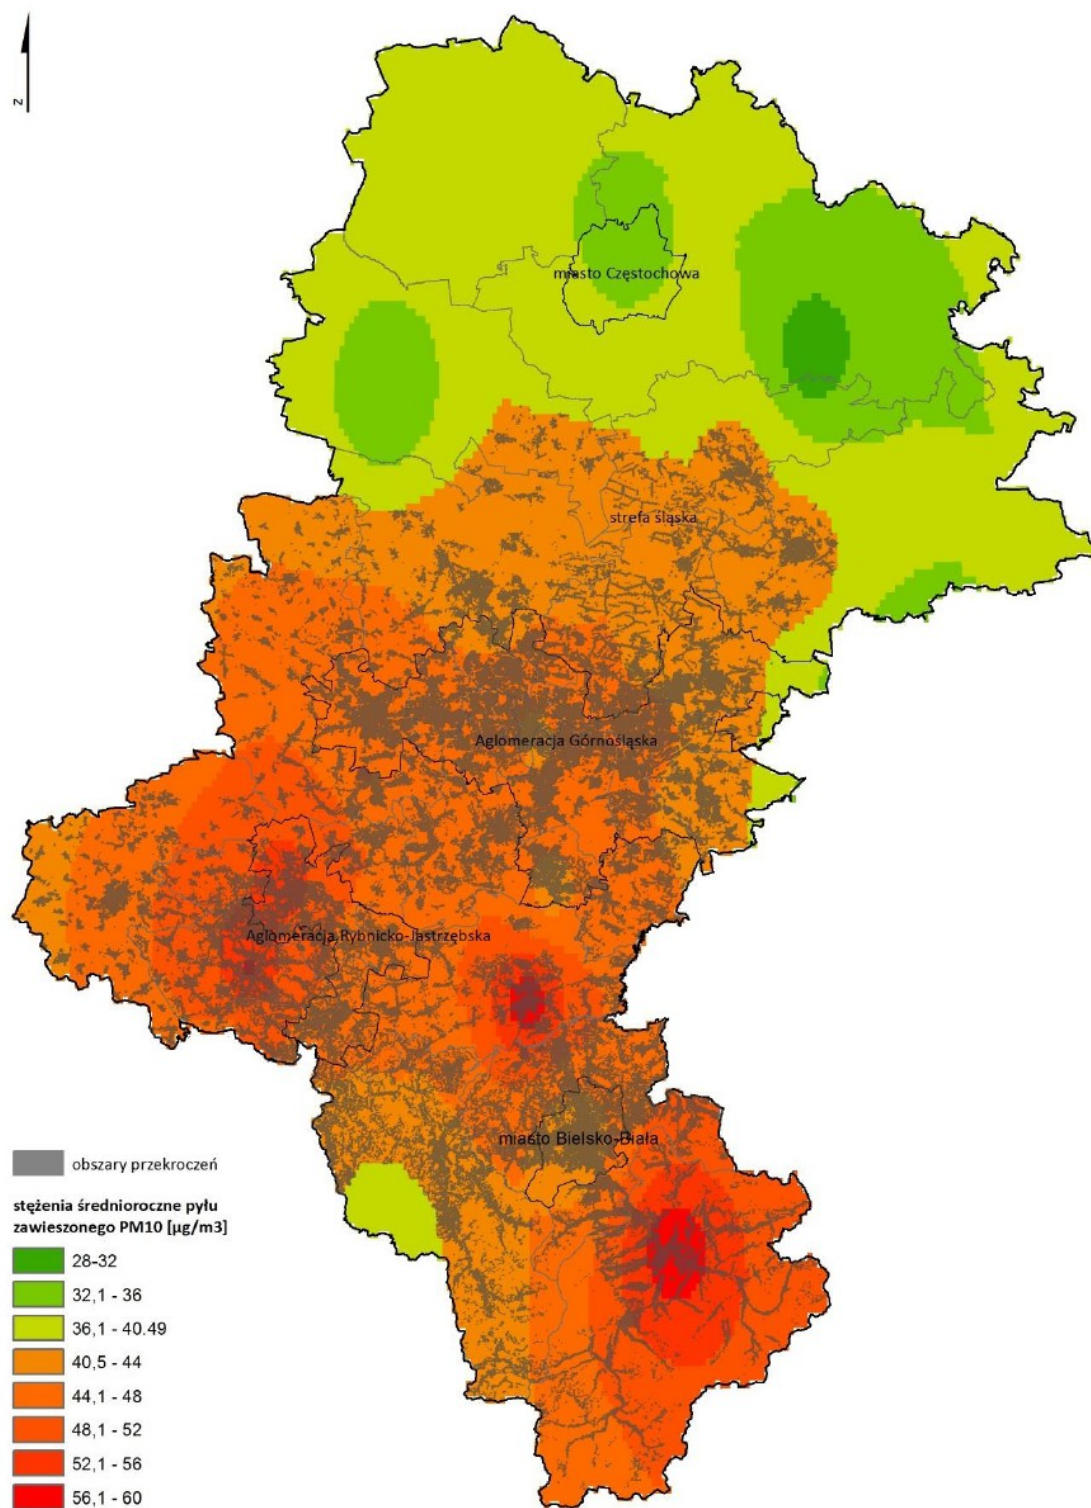 z
miasto Częstochowa
strefa śląska
Aglomeracja Górnośląska
Aglomeracja Rybnicko-Jastrzębska
miasto Bielsko-Biała
obszary przekroczeń
stężenia średnioroczne pyłu
zawieszonego PM10 [µg/m3]
28-32
32,1 - 36
36,1 - 40.49
40,5 - 44
44,1 - 48
48,1 - 52
52,1 - 56
56,1 - 60